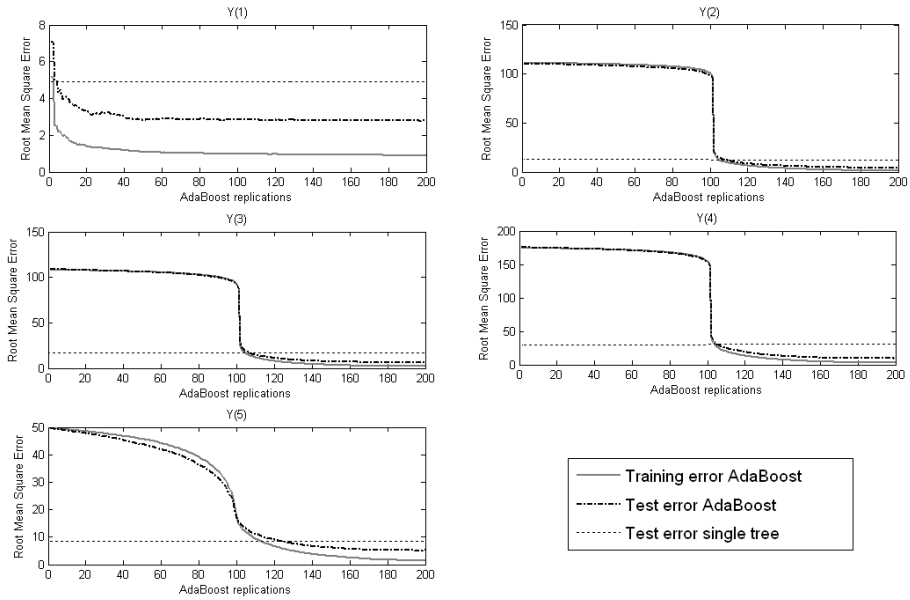 Y(1)
Root Mean Square Error
8
6
4
2
0
0 20 40 60 80 100 120 140 160 180 200
AdaBoost replications
Y(2)
Root Mean Square Error
150
100
50
0
0 20 40 60 80 100 120 140 160 180 200
AdaBoost replications
Y(3)
Root Mean Square Error
150
100
50
0
0 20 40 60 80 100 120 140 160 180 200
AdaBoost replications
Y(4)
Root Mean Square Error
200
150
100
50
0
0 20 40 60 80 100 120 140 160 180 200
AdaBoost replications
Y(5)
Root Mean Square Error
50
40
30
20
10
0
0 20 40 60 80 100 120 140 160 180 200
AdaBoost replications
Training error AdaBoost
Test error AdaBoost
Test error single tree